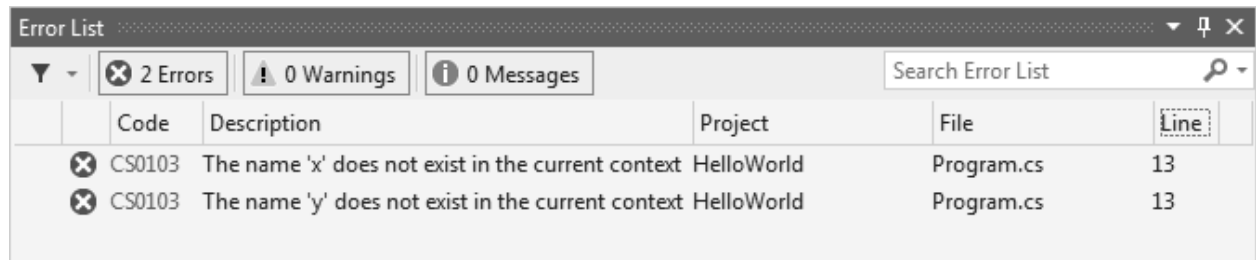 Error List
2 Errors 0 Warnings 0 Messages Search Error List
Code Description Project File Line
CS0103 The name 'x' does not exist in the current context HelloWorld Program.cs 13
CS0103 The name 'y' does not exist in the current context HelloWorld Program.cs 13